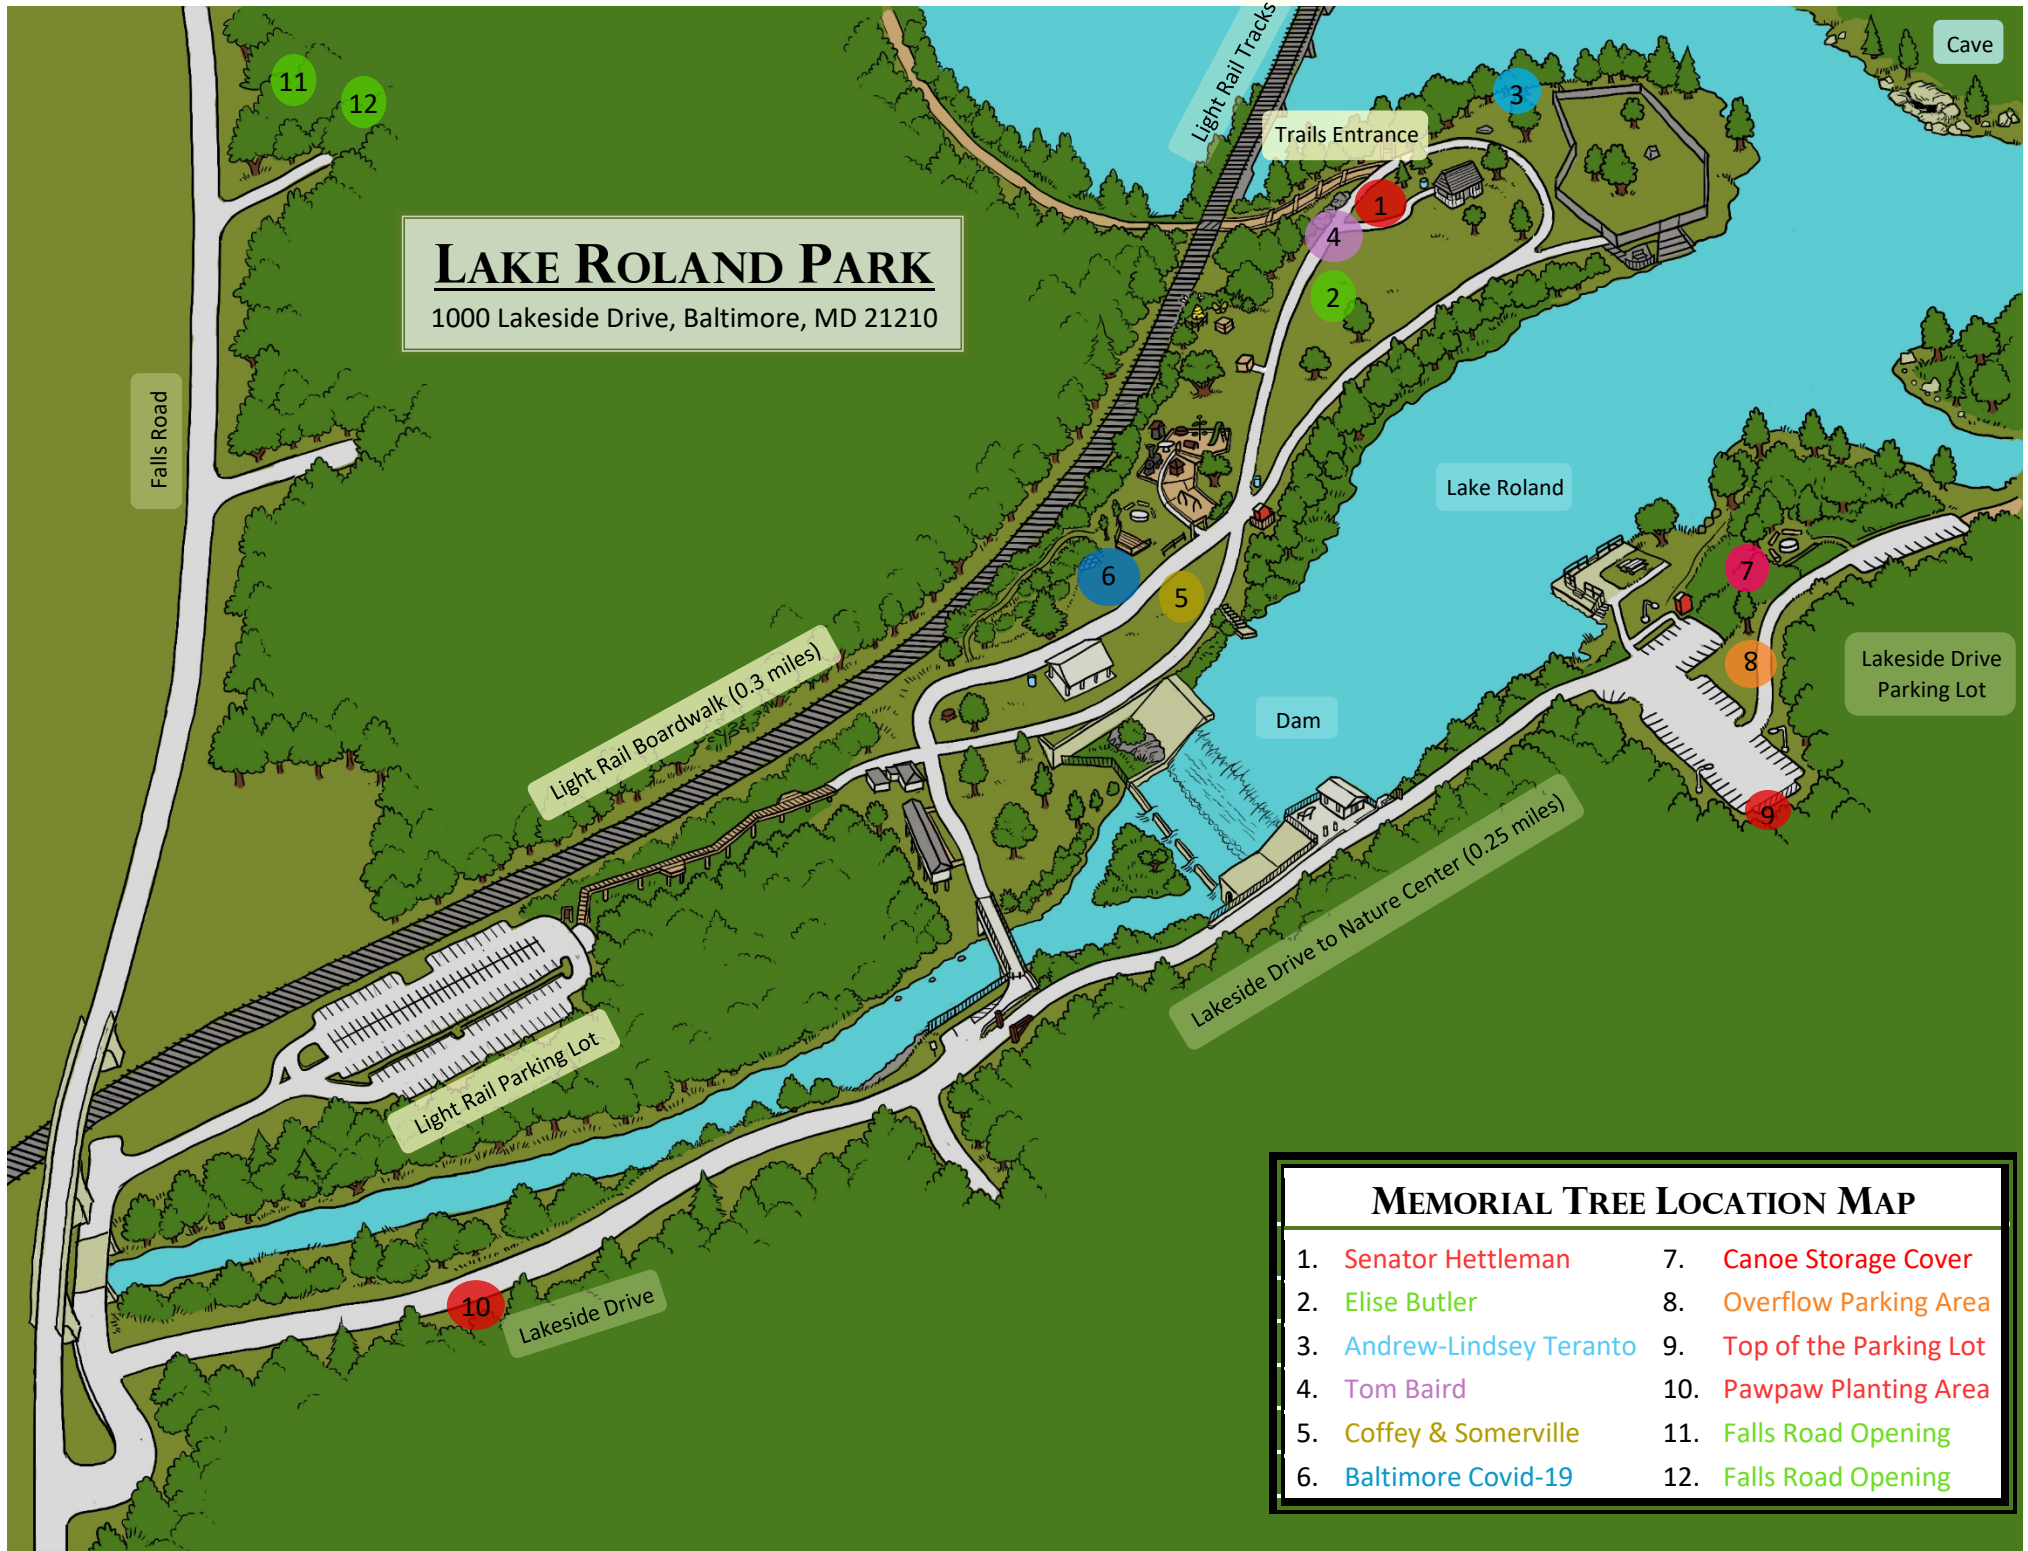 Cave
Light Rail Tracks
11
12
3
Trails Entrance
1
4
2
LAKE ROLAND PARK
1000 Lakeside Drive, Baltimore, MD 21210
Falls Road
Lake Roland
6
5
7
8
Lakeside Drive
Parking Lot
Light Rail Boardwalk (0.3 miles)
Dam
9
Lakeside Drive to Nature Center (0.25 miles)
Light Rail Parking Lot
10
Lakeside Drive
MEMORIAL TREE LOCATION MAP
1. Senator Hettleman
2. Elise Butler
3. Andrew-Lindsey Teranto
4. Tom Baird
5. Coffey & Somerville
6. Baltimore Covid-19
7. Canoe Storage Cover
8. Overflow Parking Area
9. Top of the Parking Lot
10. Pawpaw Planting Area
11. Falls Road Opening
12. Falls Road Opening